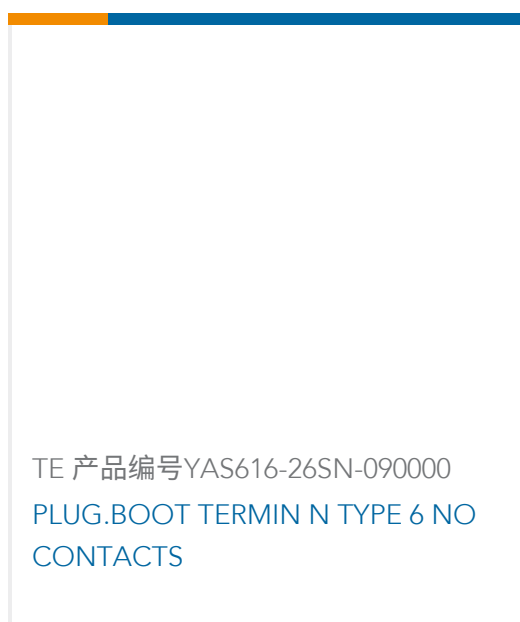 TE 产品编号YAS616-26SN-090000
PLUG.BOOT TERMIN N TYPE 6 NO
CONTACTS